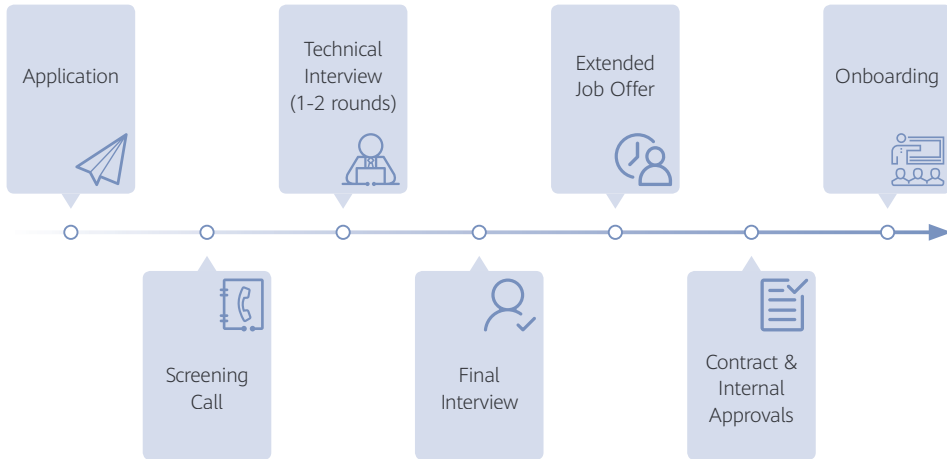 Application
Screening
Call
Technical
Interview
(1-2 rounds)
Final
Interview
Extended
Job Offer
Contract &
Internal
Approvals
Onboarding